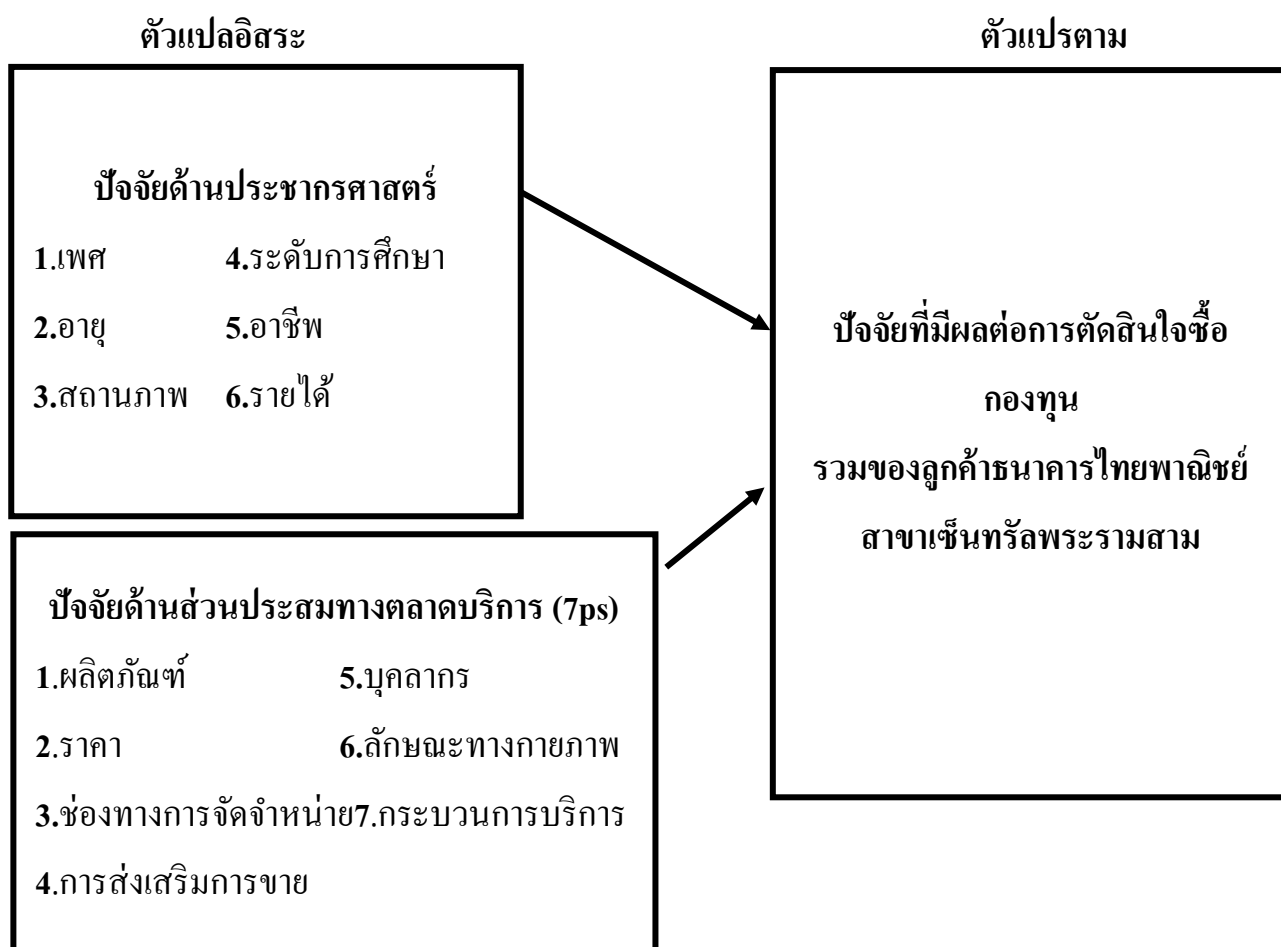 ตัวแปลอิสระ
ปัจจัยด้านประชากรศาสตร์
1.เพศ 4.ระดับการศึกษา
2.อายุ 5.อาชีพ
3.สถานภาพ 6.รายได้
ปัจจัยด้านส่วนประสมทางตลาดบริการ (7ps)
1.ผลิตภัณฑ์ 5.บุคลากร
2.ราคา 6.ลักษณะทางกายภาพ
3.ช่องทางการจัดจำหน่าย7.กระบวนการบริการ
4.การส่งเสริมการขาย
ตัวแปรตาม
ปัจจัยที่มีผลต่อการตัดสินใจซื้อ
กองทุน
รวมของลูกค้าธนาคารไทยพาณิชย์
สาขาเซ็นทรัลพระรามสาม